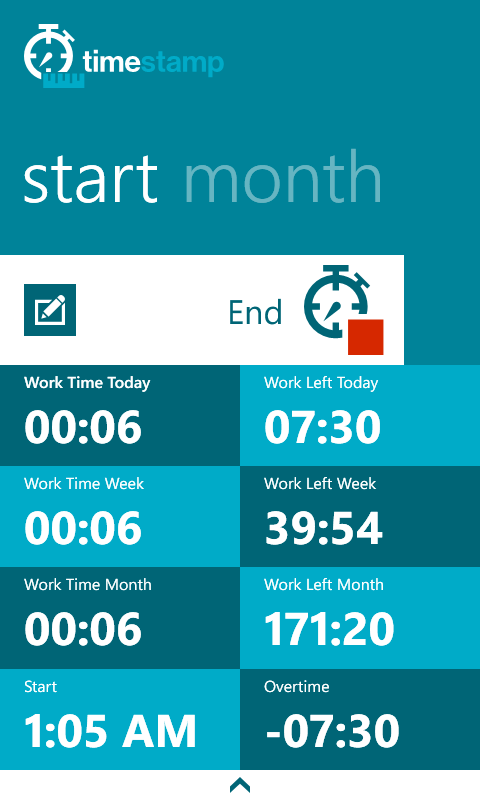 timestamp
start month
End
Work Time Today
00:06
Work Left Today
07:30
Work Time Week
00:06
Work Left Week
39:54
Work Time Month
00:06
Work Left Month
171:20
Start
1:05 AM
Overtime
-07:30